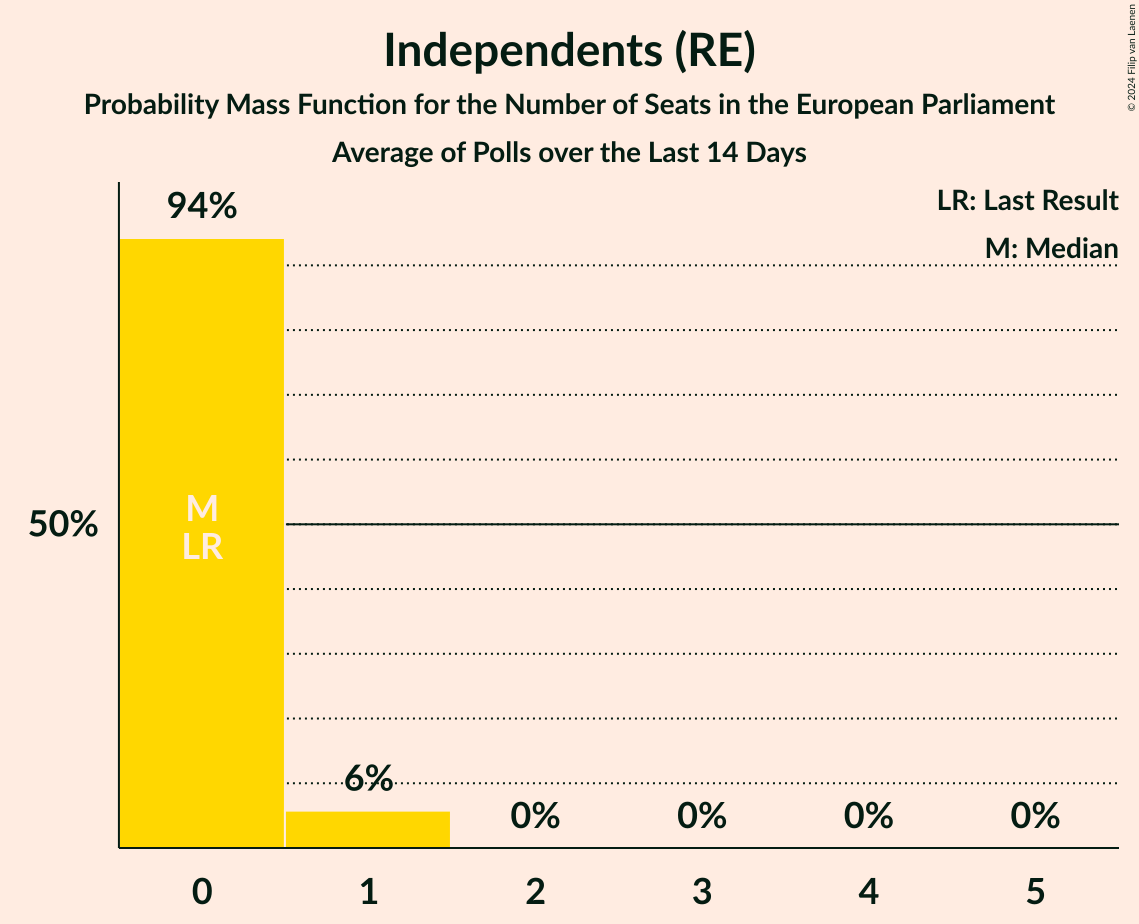 Independents (RE)
Probability Mass Function for the Number of Seats in the European Parliament
Average of Polls over the Last 14 Days
© 2024 Filip van Laenen
LR: Last Result
M: Median
94%
50%
M
LR
6%
0%
0%
0%
0%
0
1
2
3
4
5